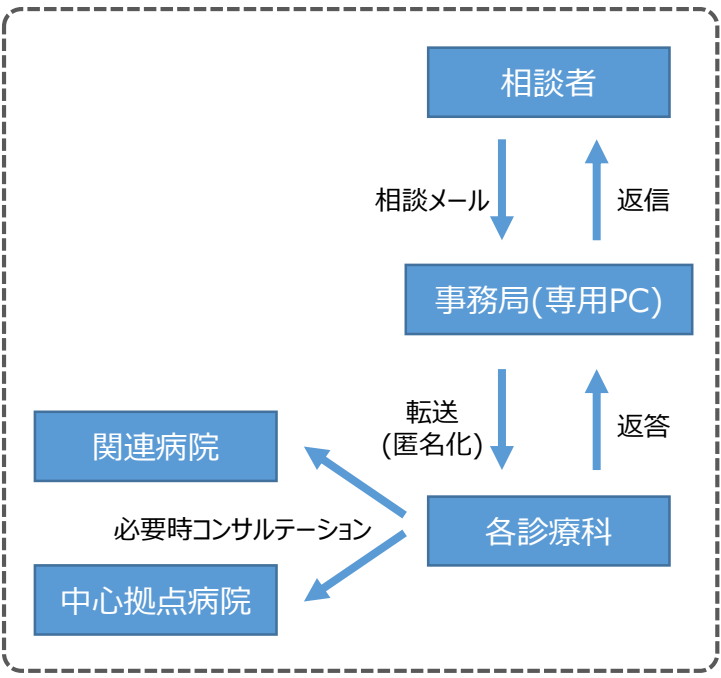 相談者
相談メール
返信
事務局(専用PC)
転送
(匿名化)
返答
関連病院
必要時コンサルテーション
各診療科
中心拠点病院